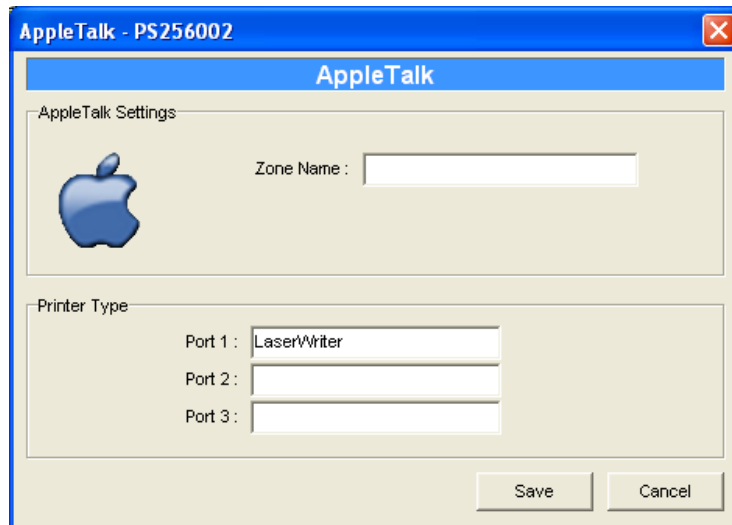 AppleTalk - PS256002
AppleTalk
AppleTalk Settings
Zone Name :
Printer Type
Port 1 : LaserWriter
Port 2 :
Port 3 :
Save Cancel